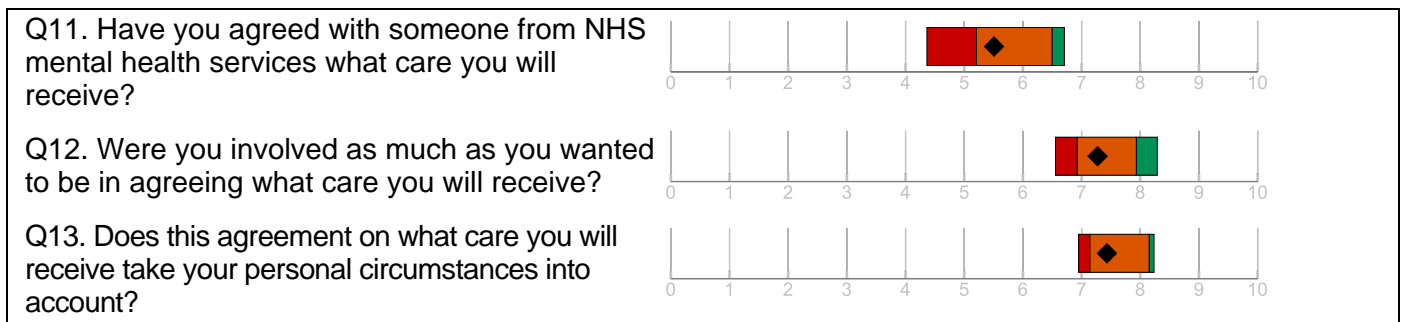 Q11. Have you agreed with someone from NHS
mental health services what care you will
receive?
0 1 2 3 4 5 6 7 8 9 10
Q12. Were you involved as much as you wanted
to be in agreeing what care you will receive?
0 1 2 3 4 5 6 7 8 9 10
Q13. Does this agreement on what care you will
receive take your personal circumstances into
account?
0 1 2 3 4 5 6 7 8 9 10